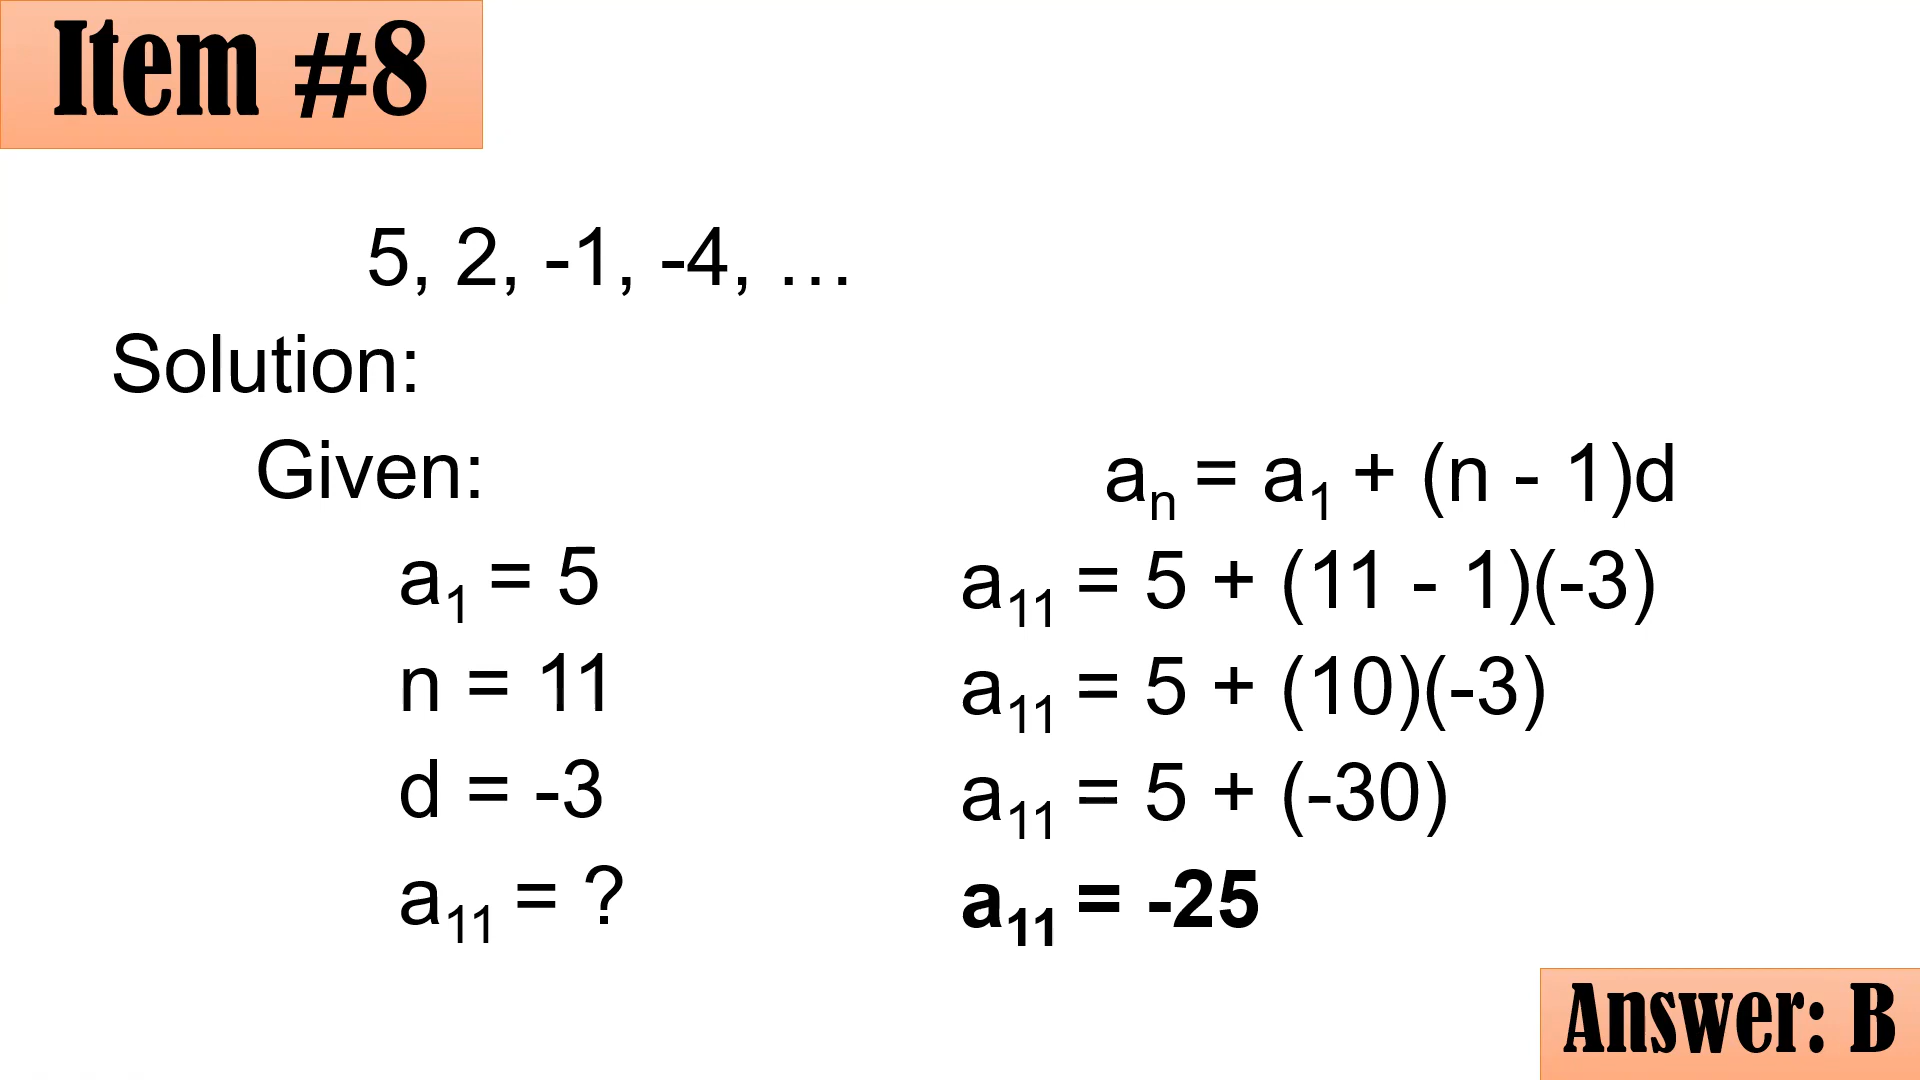 Item #8
5, 2, -1, -4, …
Solution:
Given:
a₁ = 5
n = 11
d = -3
a₁₁ = ?
aₙ = a₁ + (n - 1)d
a₁₁ = 5 + (11 - 1)(-3)
a₁₁ = 5 + (10)(-3)
a₁₁ = 5 + (-30)
a₁₁ = -25
Answer: B